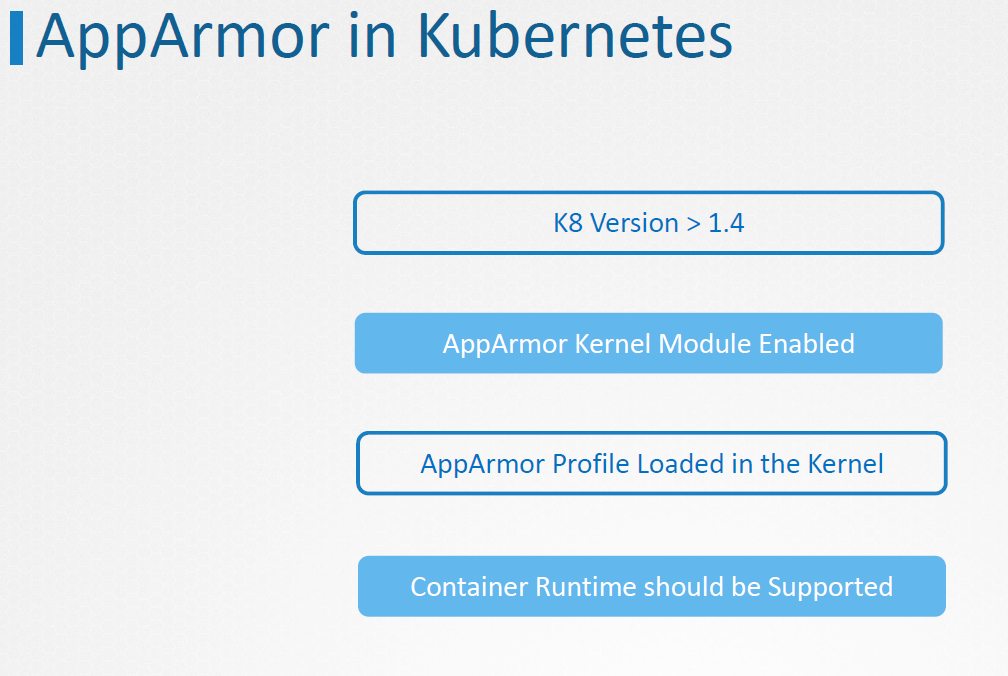 AppArmor in Kubernetes
K8 Version > 1.4
AppArmor Kernel Module Enabled
AppArmor Profile Loaded in the Kernel
Container Runtime should be Supported